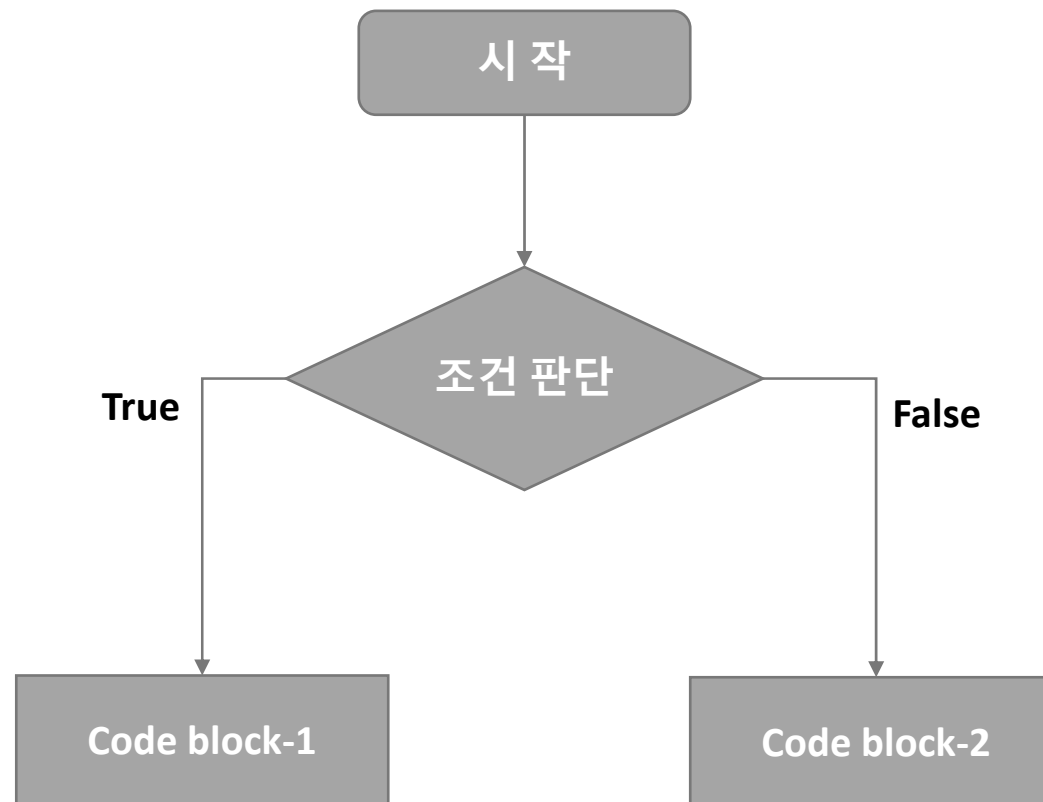 시 작
조건 판단
True
False
Code block-1
Code block-2